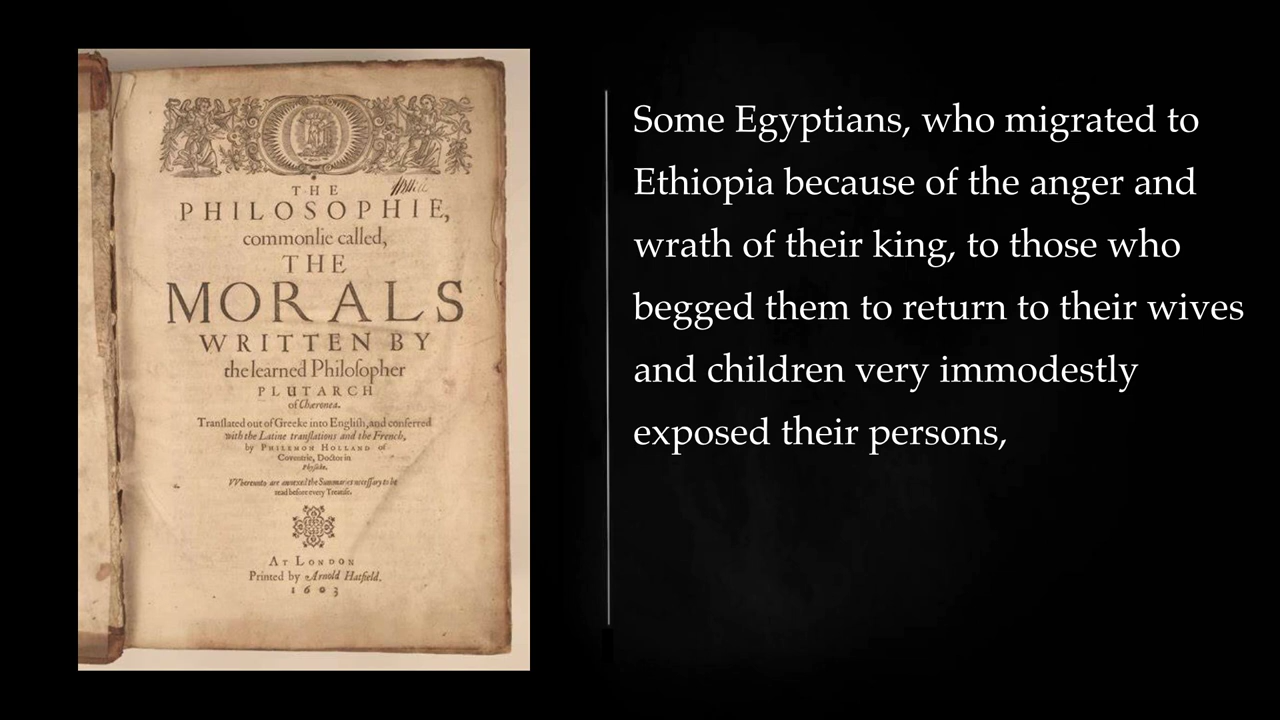 THE
PHILOSOPHIE,
commonlie called,
THE
MORALS
WRITTEN BY
the learned Philoſopher
PLUTARCH
of Chæronea.
Tranſlated out of Greeke into Engliſh, and conferred
with the Latine tranſlations and the French,
by PHILEMON HOLLAND of
Coventrie, Doctor in
Phyſicke.
VVhereunto are annexed the Summaries neceſſary to be
read before every Treatiſe.
AT LONDON
Printed by Arnold Hatfield.
1603
Some Egyptians, who migrated to
Ethiopia because of the anger and
wrath of their king, to those who
begged them to return to their wives
and children very immodestly
exposed their persons,